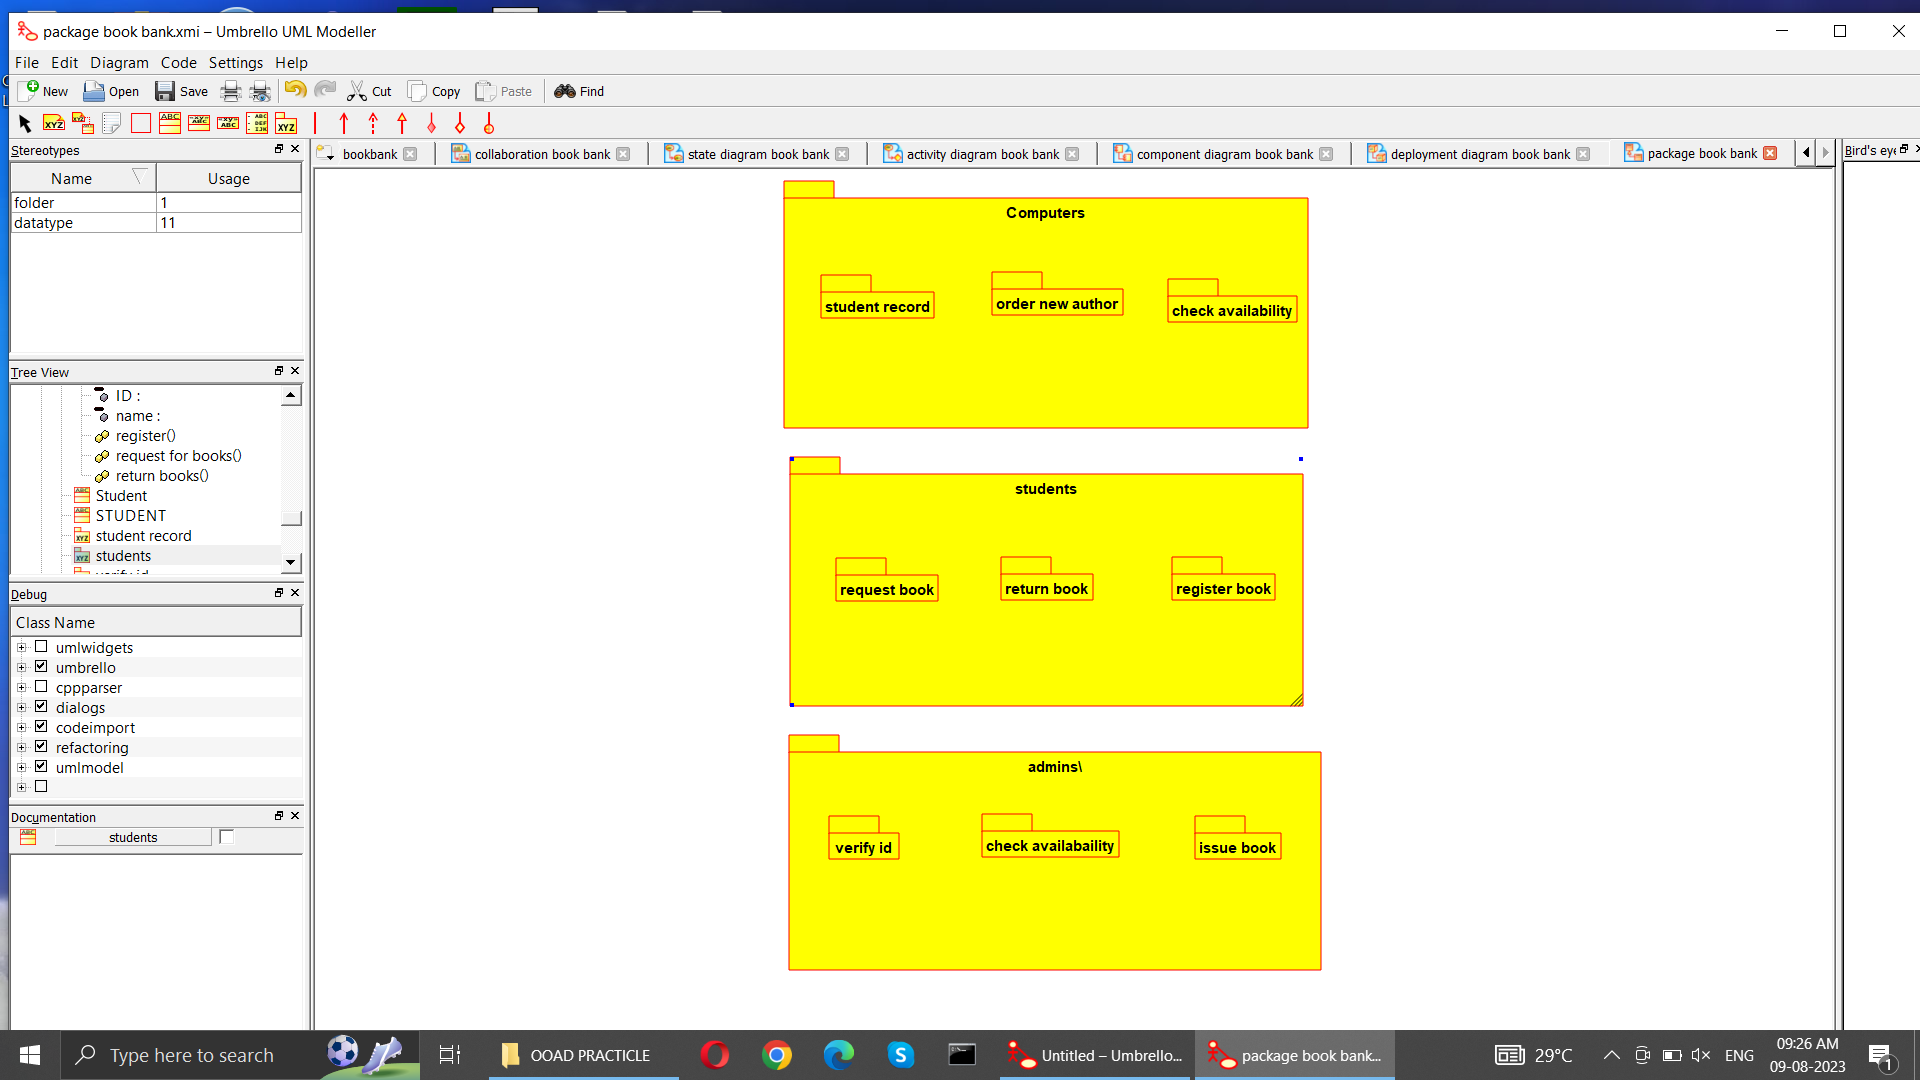 package book bank.xmi – Umbrello UML Modeller
File Edit Diagram Code Settings Help
New Open Save Cut Copy Paste Find
Stereotypes
Name Usage
folder 1
datatype 11
Tree View
ID :
name :
register()
request for books()
return books()
Student
STUDENT
student record
students
Debug
Class Name
umlwidgets
umbrello
cppparser
dialogs
codeimport
refactoring
umlmodel
Documentation
students
bookbank collaboration book bank state diagram book bank activity diagram book bank component diagram book bank deployment diagram book bank package book bank
Bird's eye
Computers
student record order new author check availability
students
request book return book register book
admins\
verify id check availabaility issue book
Type here to search
OOAD PRACTICLE
Untitled – Umbrello...
package book bank...
29°C
ENG
09:26 AM
09-08-2023
1